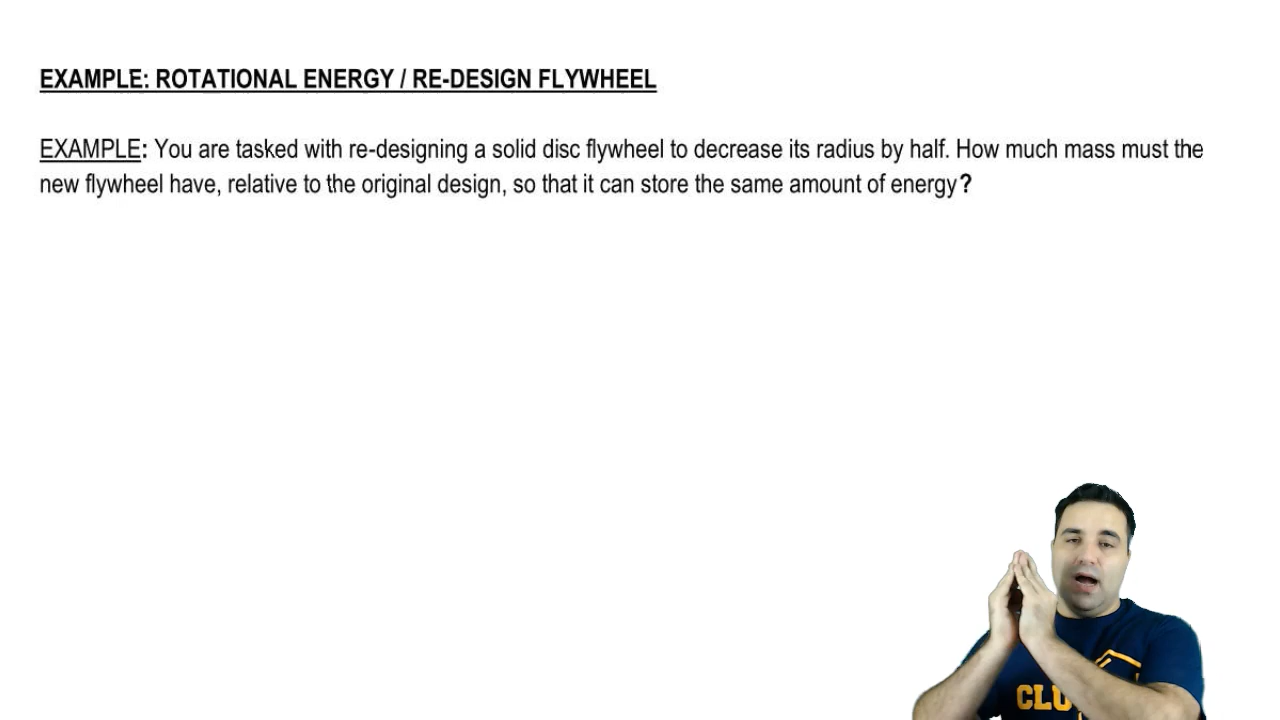 EXAMPLE: ROTATIONAL ENERGY / RE-DESIGN FLYWHEEL
EXAMPLE: You are tasked with re-designing a solid disc flywheel to decrease its radius by half. How much mass must the
new flywheel have, relative to the original design, so that it can store the same amount of energy?
CLU